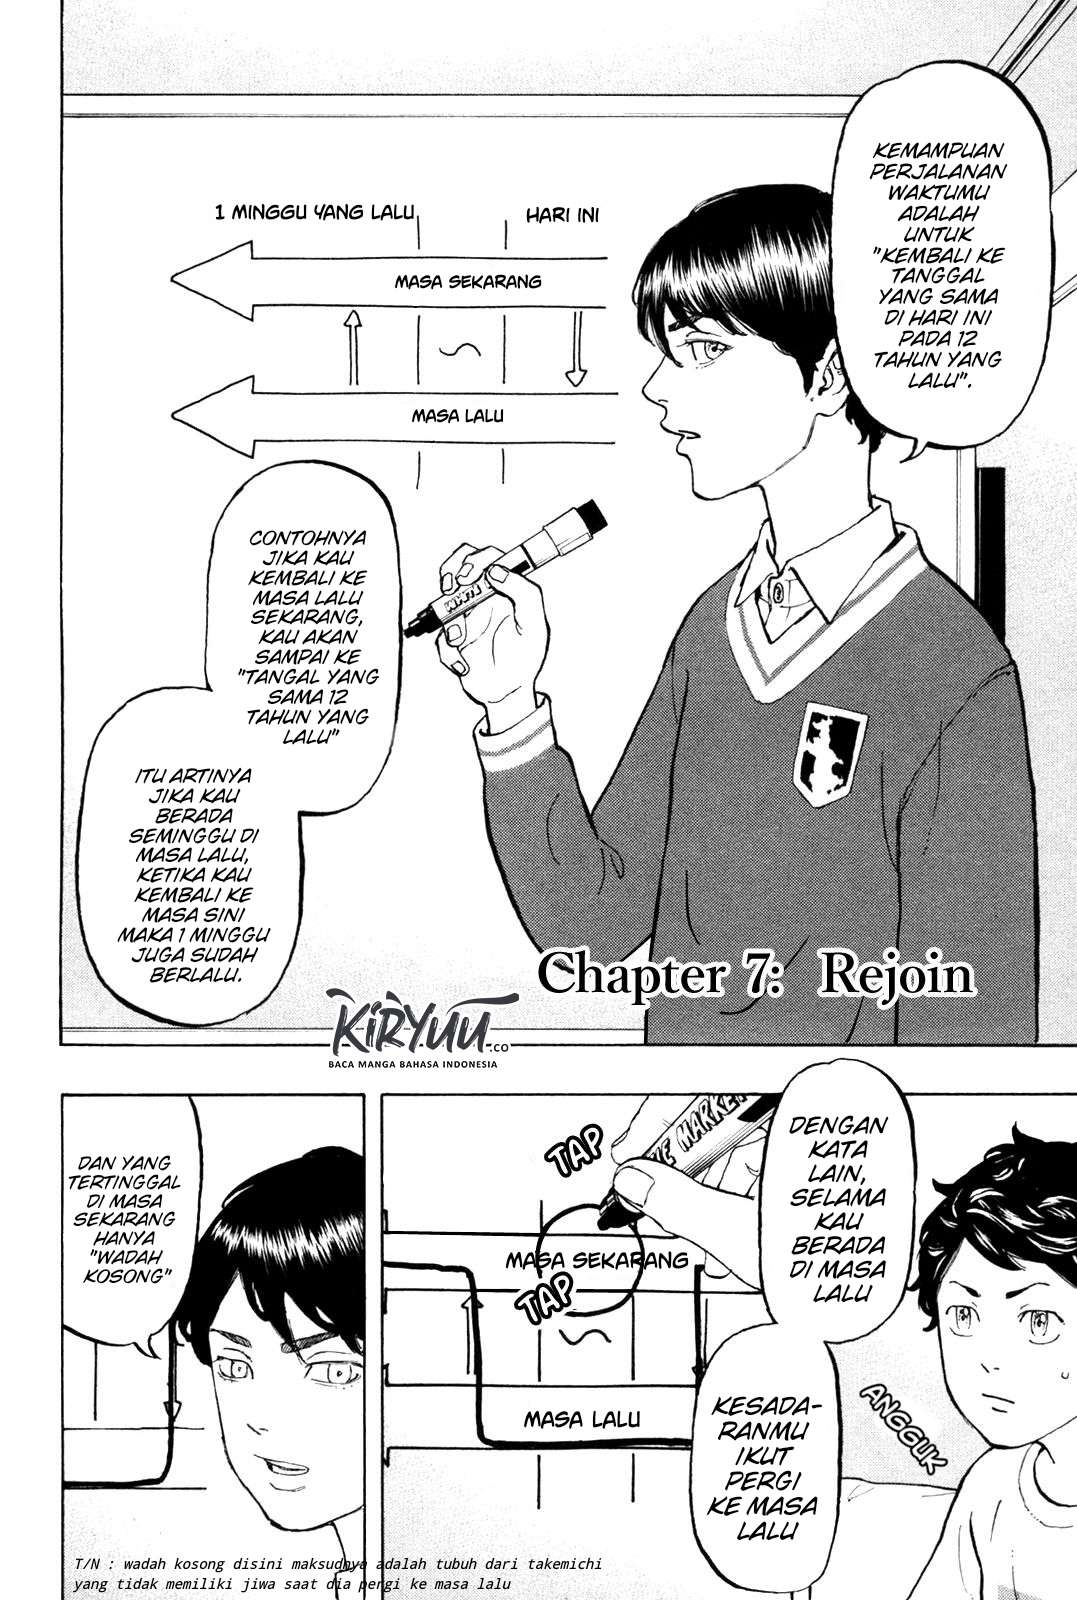 KEMAMPUAN
PERJALANAN
WAKTUMU
ADALAH
UNTUK
"KEMBALI KE
TANGGAL
YANG SAMA
DI HARI INI
PADA 12
TAHUN YANG
LALU".
1 MINGGU YANG LALU
HARI INI
MASA SEKARANG
MASA LALU
CONTOHNYA
JIKA KAU
KEMBALI KE
MASA LALU
SEKARANG,
KAU AKAN
SAMPAI KE
"TANGAL YANG
SAMA 12
TAHUN YANG
LALU"
ITU ARTINYA
JIKA KAU
BERADA
SEMINGGU DI
MASA LALU,
KETIKA KAU
KEMBALI KE
MASA SINI
MAKA 1 MINGGU
JUGA SUDAH
BERLALU.
Chapter 7: Rejoin
KIRYUU.CO
BACA MANGA BAHASA INDONESIA
DENGAN
KATA
LAIN,
SELAMA
KAU
BERADA
DI MASA
LALU
KE MARKER
TAP
MASA SEKARANG
TAP
MASA LALU
KESADA-
RANMU
IKUT
PERGI
KE MASA
LALU
ANGGUK
DAN YANG
TERTINGGAL
DI MASA
SEKARANG
HANYA
"WADAH
KOSONG"
T/N : wadah kosong disini maksudnya adalah tubuh dari takemichi
yang tidak memiliki jiwa saat dia pergi ke masa lalu